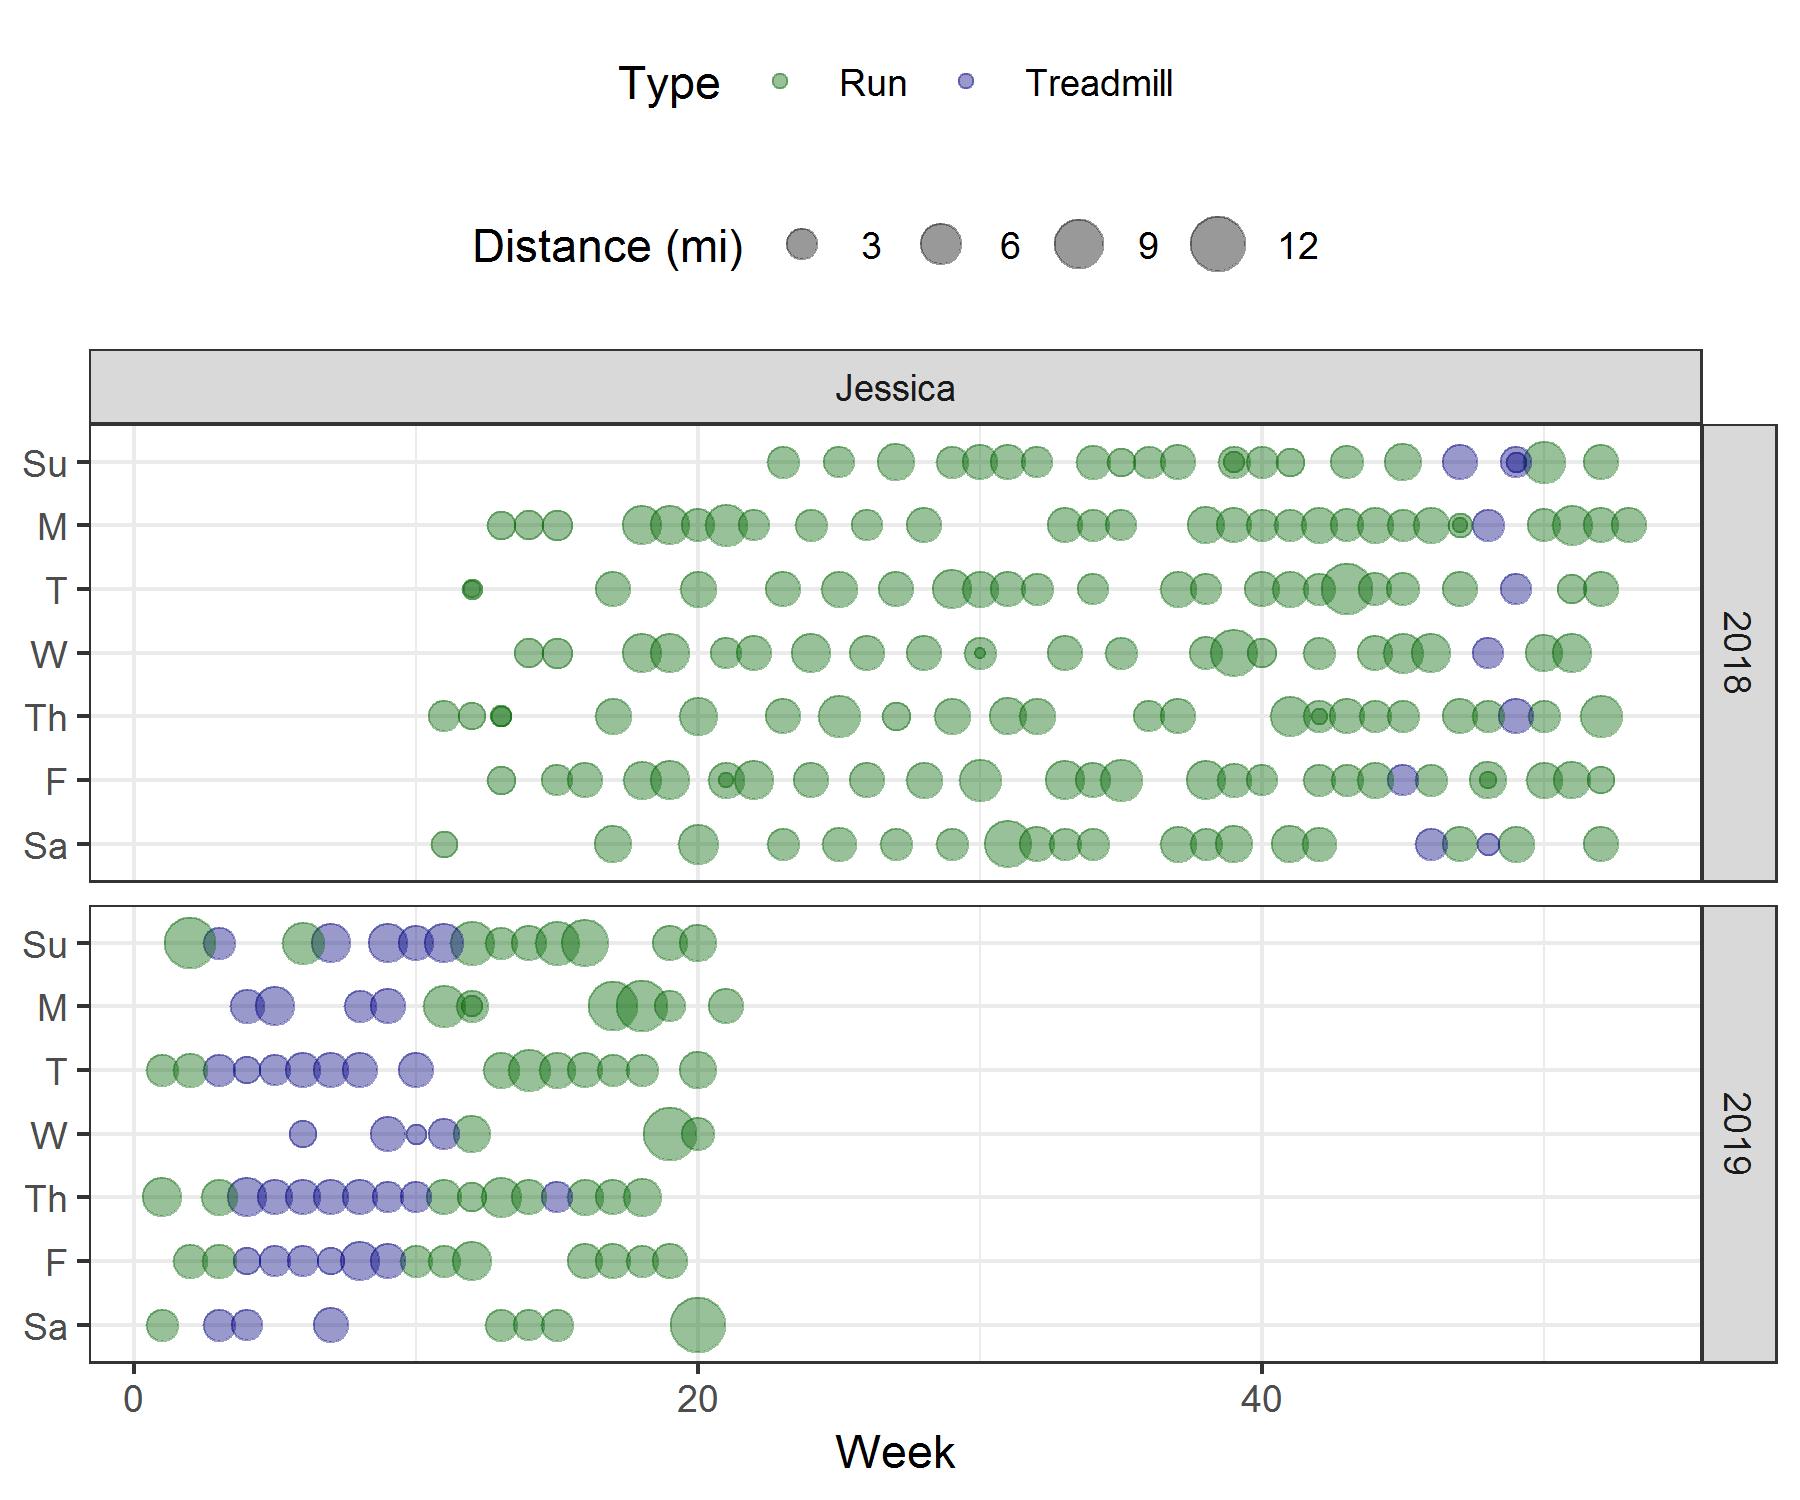 Type Run Treadmill
Distance (mi) 3 6 9 12
Jessica
Su
M
T
W
Th
F
Sa
2018
Su
M
T
W
Th
F
Sa
2019
0 20 40
Week